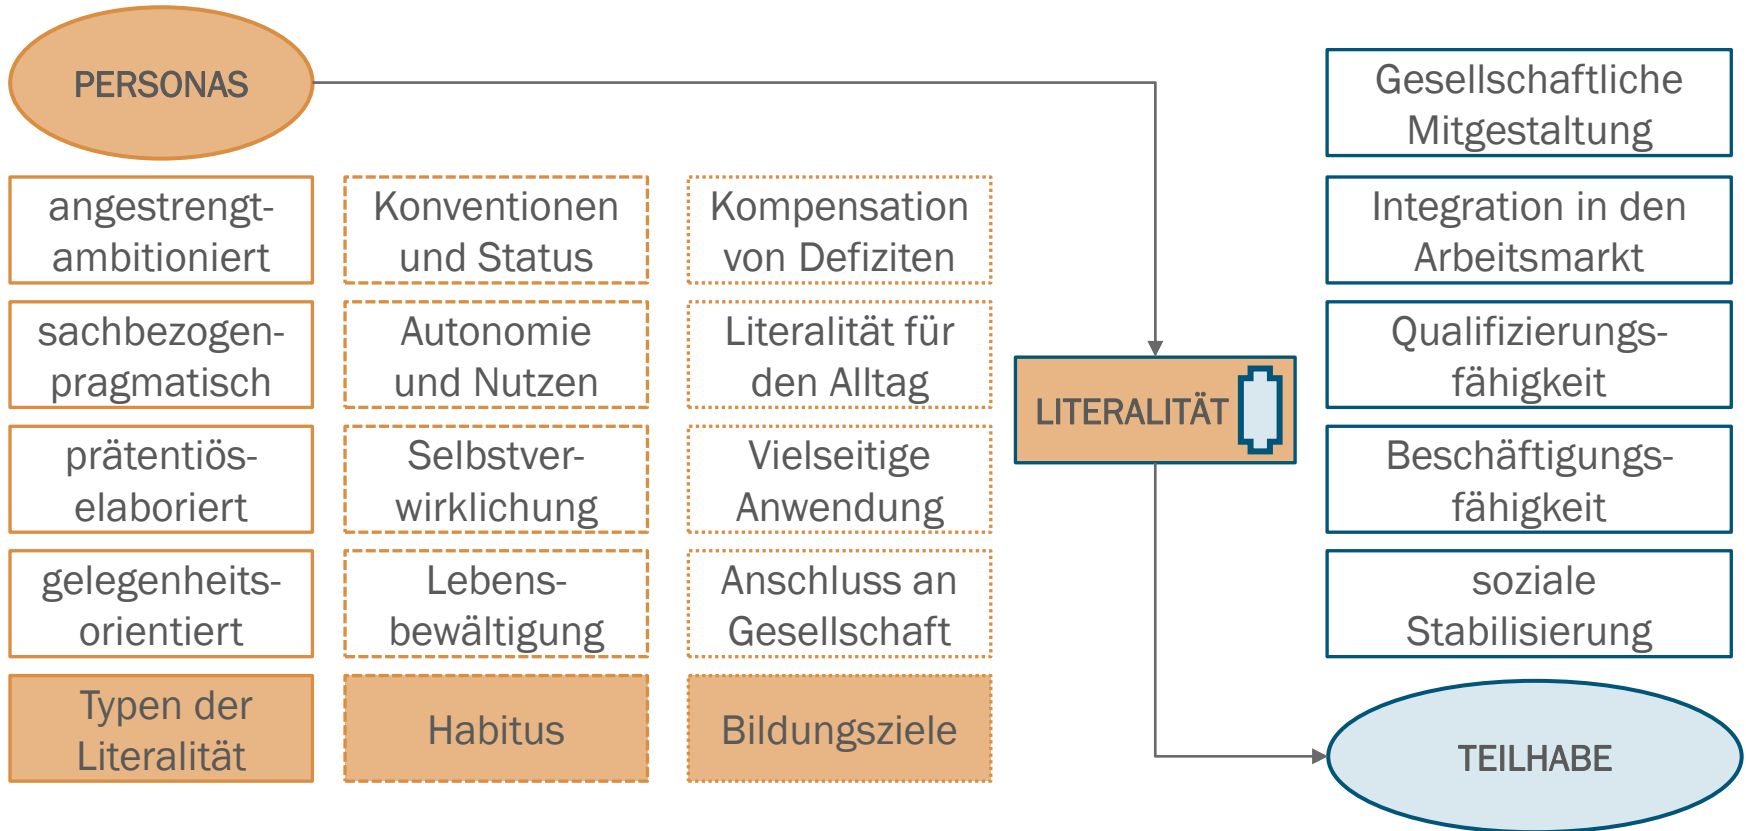 PERSONAS
angestrengt-
ambitioniert
sachbezogen-
pragmatisch
prätentiös-
elaboriert
gelegenheits-
orientiert
Typen der
Literalität
Konventionen
und Status
Autonomie
und Nutzen
Selbstver-
wirklichung
Lebens-
bewältigung
Habitus
Kompensation
von Defiziten
Literalität für
den Alltag
Vielseitige
Anwendung
Anschluss an
Gesellschaft
Bildungsziele
LITERALITÄT
Gesellschaftliche
Mitgestaltung
Integration in den
Arbeitsmarkt
Qualifizierungs-
fähigkeit
Beschäftigungs-
fähigkeit
soziale
Stabilisierung
TEILHABE